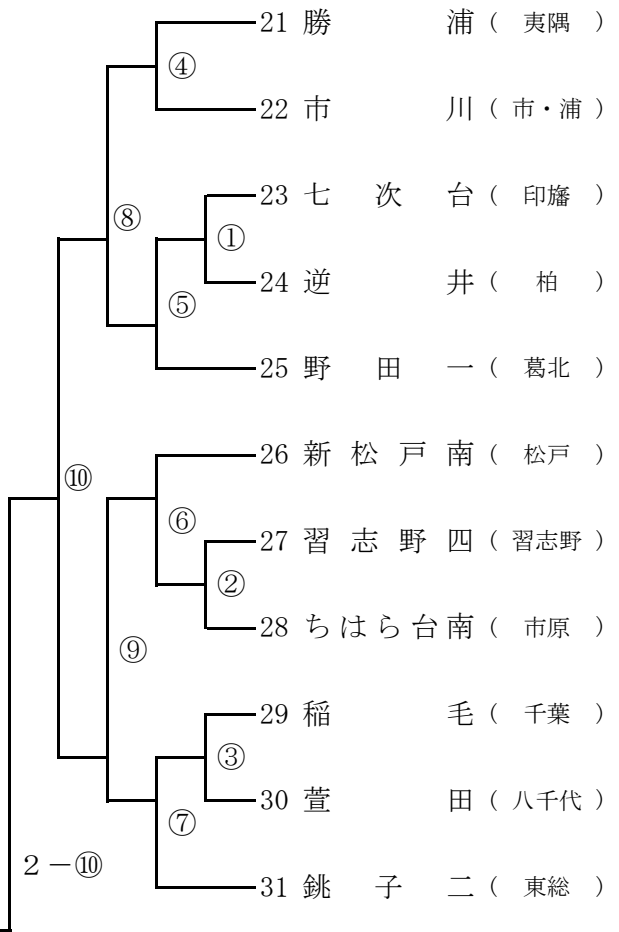 21 勝浦（ 夷隅 ）
④
22 市川（ 市・浦 ）
23 七次台（ 印旛 ）
⑧
①
24 逆井（ 柏 ）
⑤
25 野田一（ 葛北 ）
26 新松戸南（ 松戸 ）
⑩
⑥
27 習志野四（ 習志野 ）
②
28 ちはら台南（ 市原 ）
⑨
29 稲毛（ 千葉 ）
③
30 萱田（ 八千代 ）
⑦
2－⑩
31 銚子二（ 東総 ）